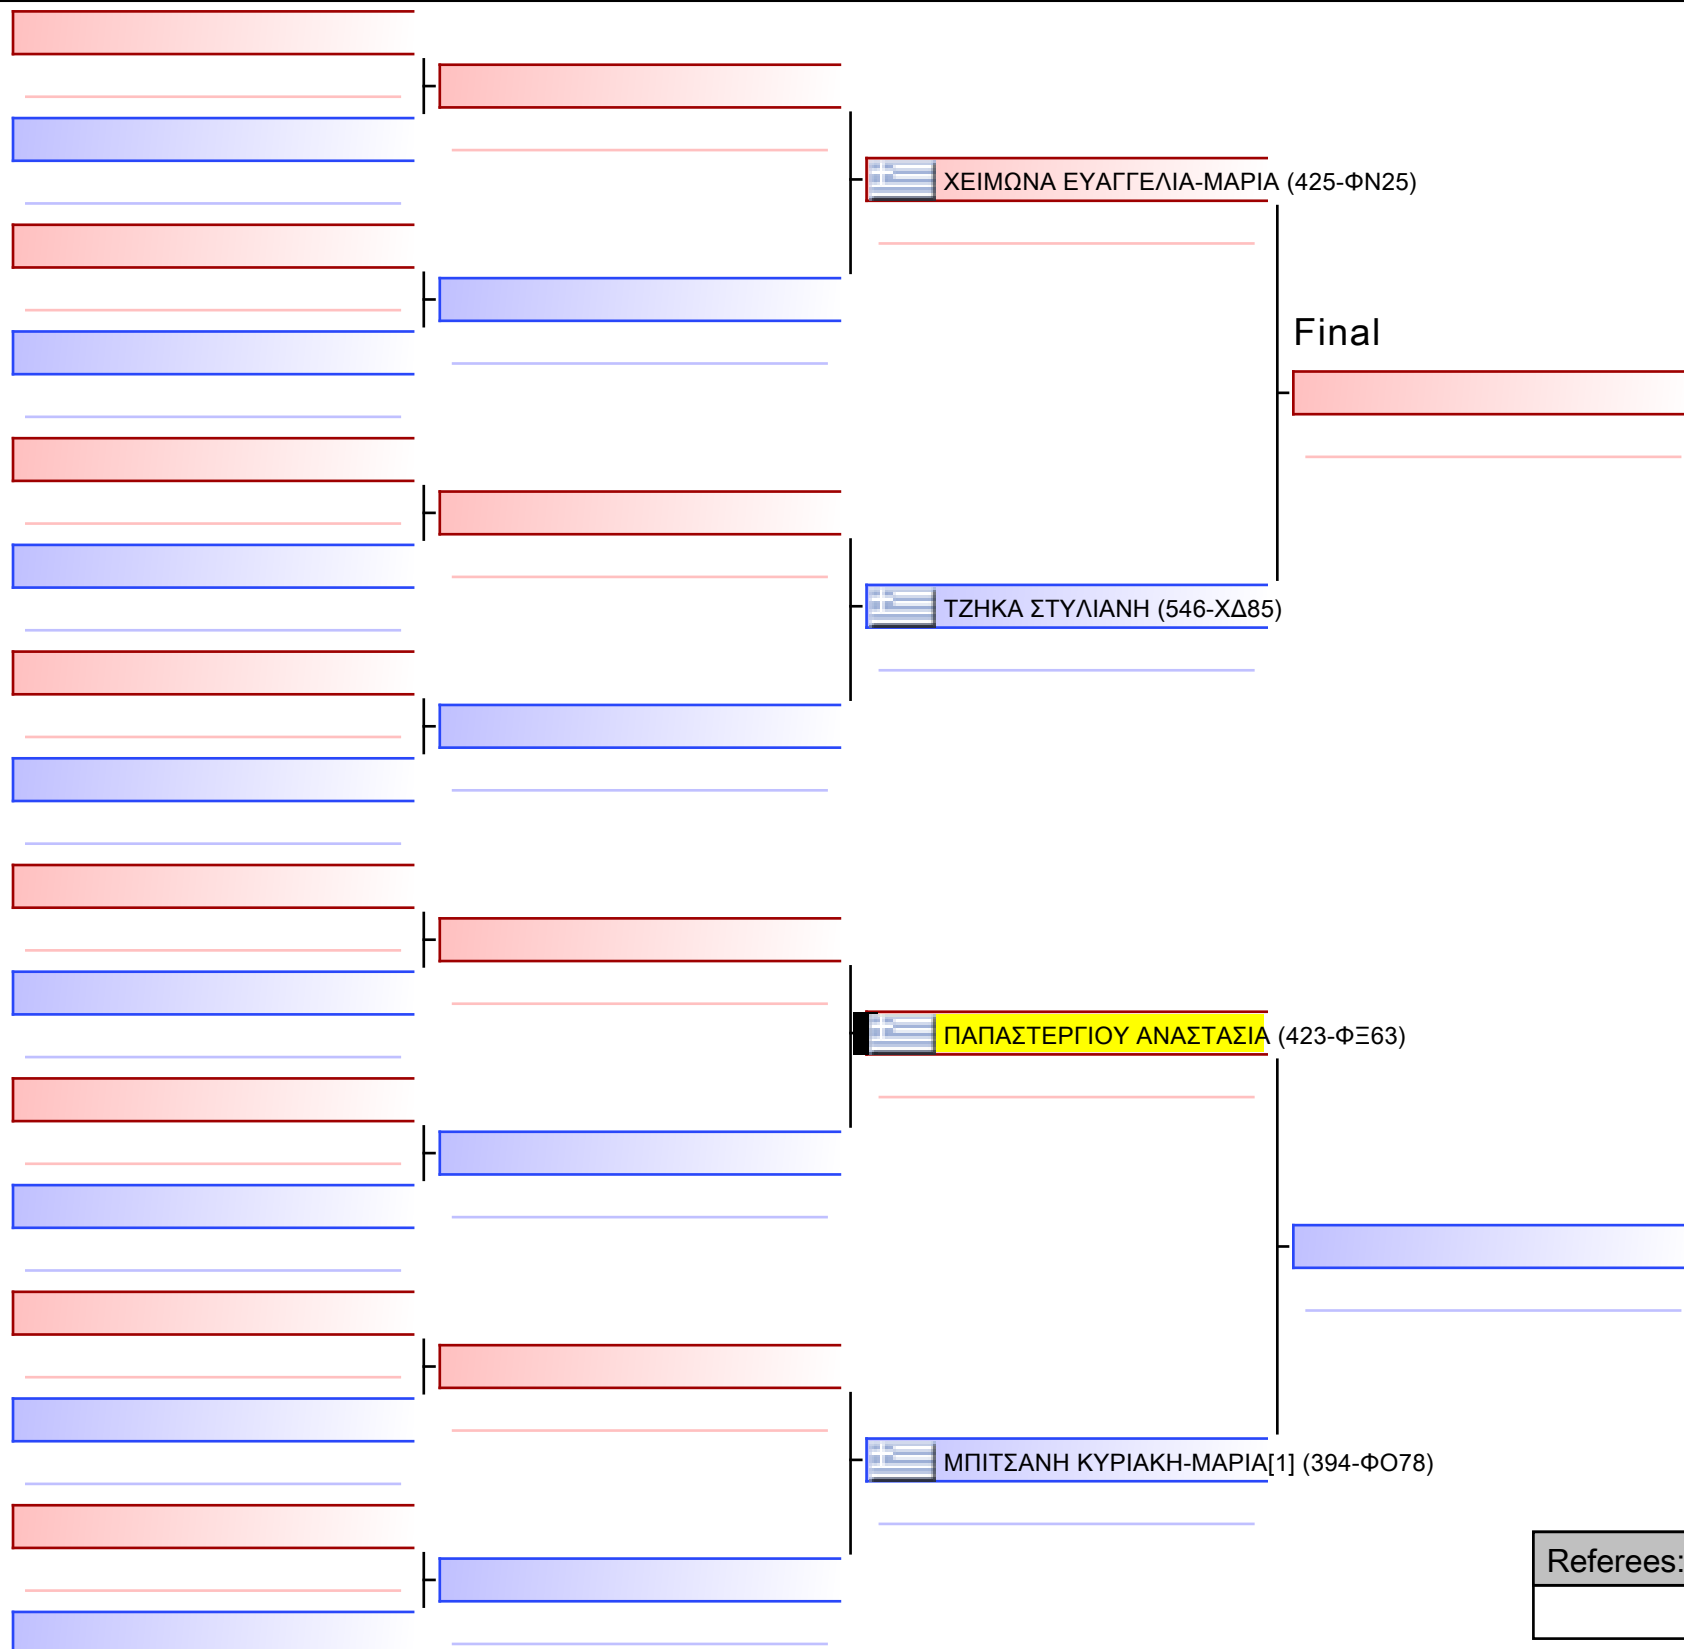 ΧΕΙΜΩΝΑ ΕΥΑΓΓΕΛΙΑ-ΜΑΡΙΑ (425-ΦΝ25)
Final
ΤΖΗΚΑ ΣΤΥΛΙΑΝΗ (546-ΧΔ85)
ΠΑΠΑΣΤΕΡΓΙΟΥ ΑΝΑΣΤΑΣΙΑ (423-ΦΞ63)
ΜΠΙΤΣΑΝΗ ΚΥΡΙΑΚΗ-ΜΑΡΙΑ[1] (394-ΦΟ78)
Referees: